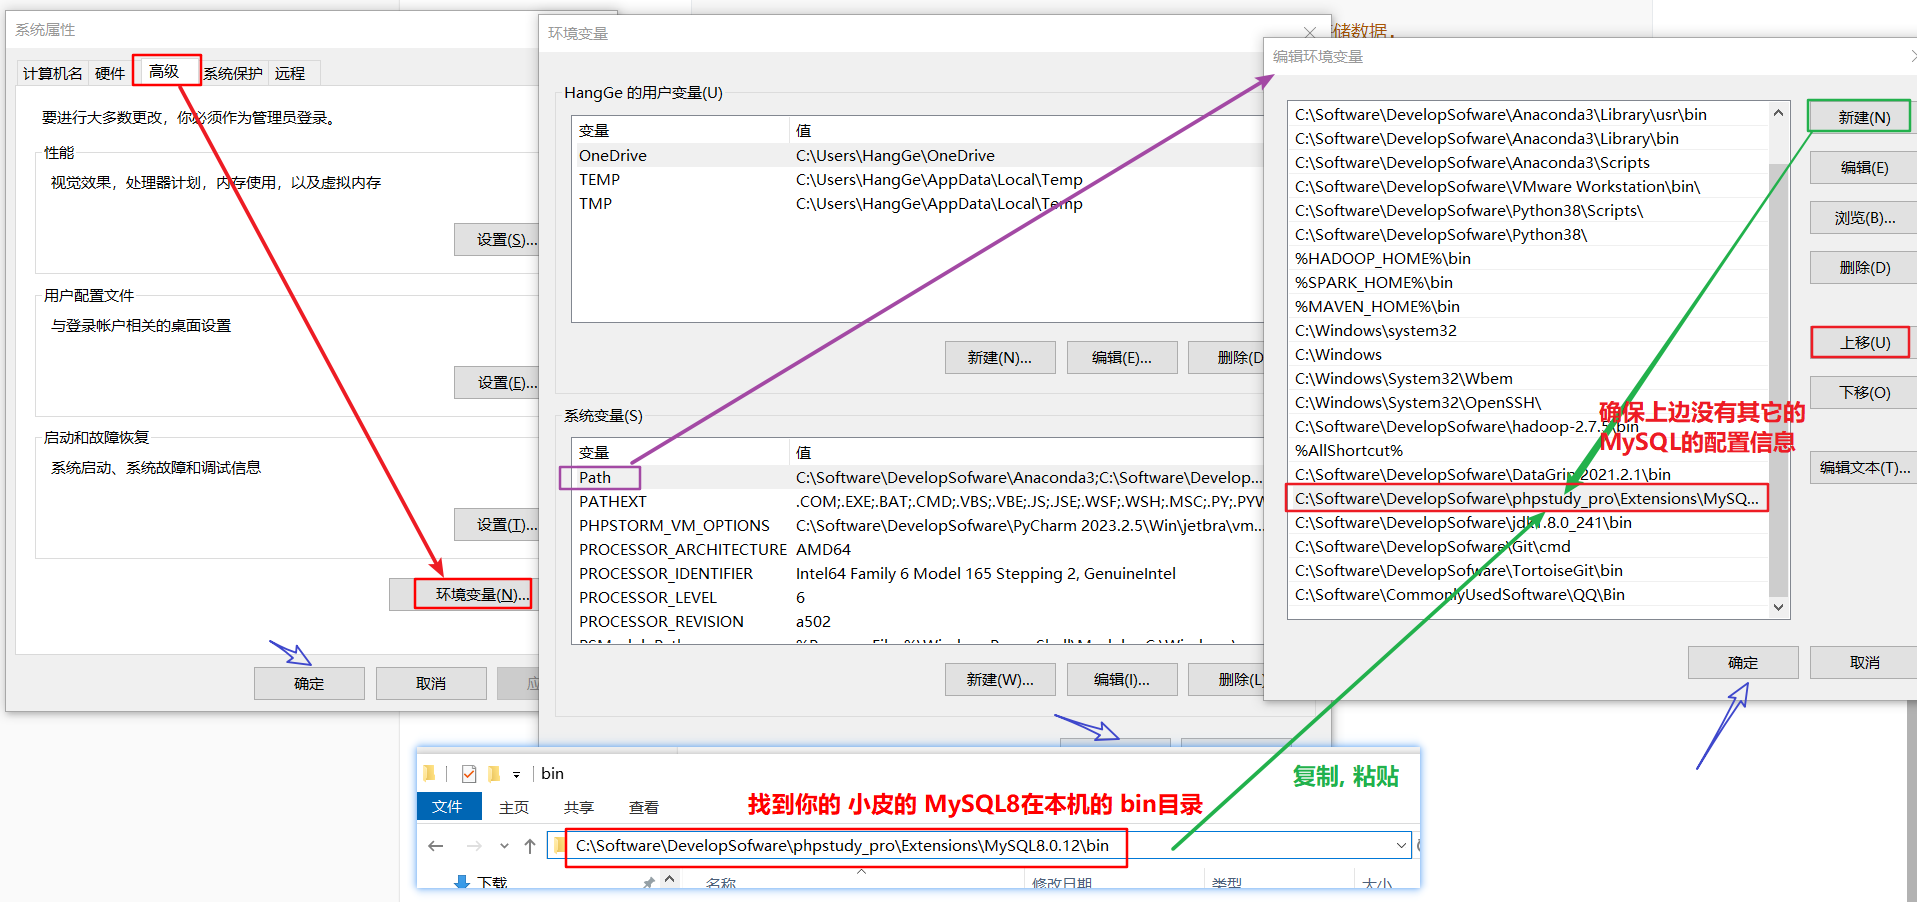 系统属性
计算机名
硬件
高级
系统保护
远程
要进行大多数更改，你必须作为管理员登录。
性能
视觉效果，处理器计划，内存使用，以及虚拟内存
设置(S)...
用户配置文件
与登录帐户相关的桌面设置
设置(E)...
启动和故障恢复
系统启动、系统故障和调试信息
设置(T)...
环境变量(N)...
确定
取消
应
环境变量
HangGe 的用户变量(U)
变量 值
OneDrive C:\Users\HangGe\OneDrive
TEMP C:\Users\HangGe\AppData\Local\Temp
TMP C:\Users\HangGe\AppData\Local\Temp
新建(N)...
编辑(E)...
删除(D
系统变量(S)
变量 值
Path C:\Software\DevelopSofware\Anaconda3;C:\Software\Develop...
PATHEXT .COM;.EXE;.BAT;.CMD;.VBS;.VBE;.JS;.JSE;.WSF;.WSH;.MSC;.PY;.PYW
PHPSTORM_VM_OPTIONS C:\Software\DevelopSofware\PyCharm 2023.2.5\Win\jetbra\vm...
PROCESSOR_ARCHITECTURE AMD64
PROCESSOR_IDENTIFIER Intel64 Family 6 Model 165 Stepping 2, GenuineIntel
PROCESSOR_LEVEL 6
PROCESSOR_REVISION a502
新建(W)...
编辑(I)...
删除(L
储数据，
编辑环境变量
C:\Software\DevelopSofware\Anaconda3\Library\usr\bin
C:\Software\DevelopSofware\Anaconda3\Library\bin
C:\Software\DevelopSofware\Anaconda3\Scripts
C:\Software\DevelopSofware\VMware Workstation\bin\
C:\Software\DevelopSofware\Python38\Scripts\
C:\Software\DevelopSofware\Python38\
%HADOOP_HOME%\bin
%SPARK_HOME%\bin
%MAVEN_HOME%\bin
C:\Windows\system32
C:\Windows
C:\Windows\System32\Wbem
C:\Windows\System32\OpenSSH\
C:\Software\DevelopSofware\hadoop-2.7.5\bin
%AllShortcut%
C:\Software\DevelopSofware\DataGrip 2021.2.1\bin
C:\Software\DevelopSofware\phpstudy_pro\Extensions\MySQ...
C:\Software\DevelopSofware\jdk1.8.0_241\bin
C:\Software\DevelopSofware\Git\cmd
C:\Software\DevelopSofware\TortoiseGit\bin
C:\Software\CommonlyUsedSoftware\QQ\Bin
新建(N)
编辑(E)
浏览(B)...
删除(D)
上移(U)
下移(O)
编辑文本(T)...
确保上边没有其它的
MySQL的配置信息
确定
取消
bin
文件
主页
共享
查看
复制, 粘贴
找到你的 小皮的 MySQL8在本机的 bin目录
C:\Software\DevelopSofware\phpstudy_pro\Extensions\MySQL8.0.12\bin
下载
名称
修改日期
类型
大小